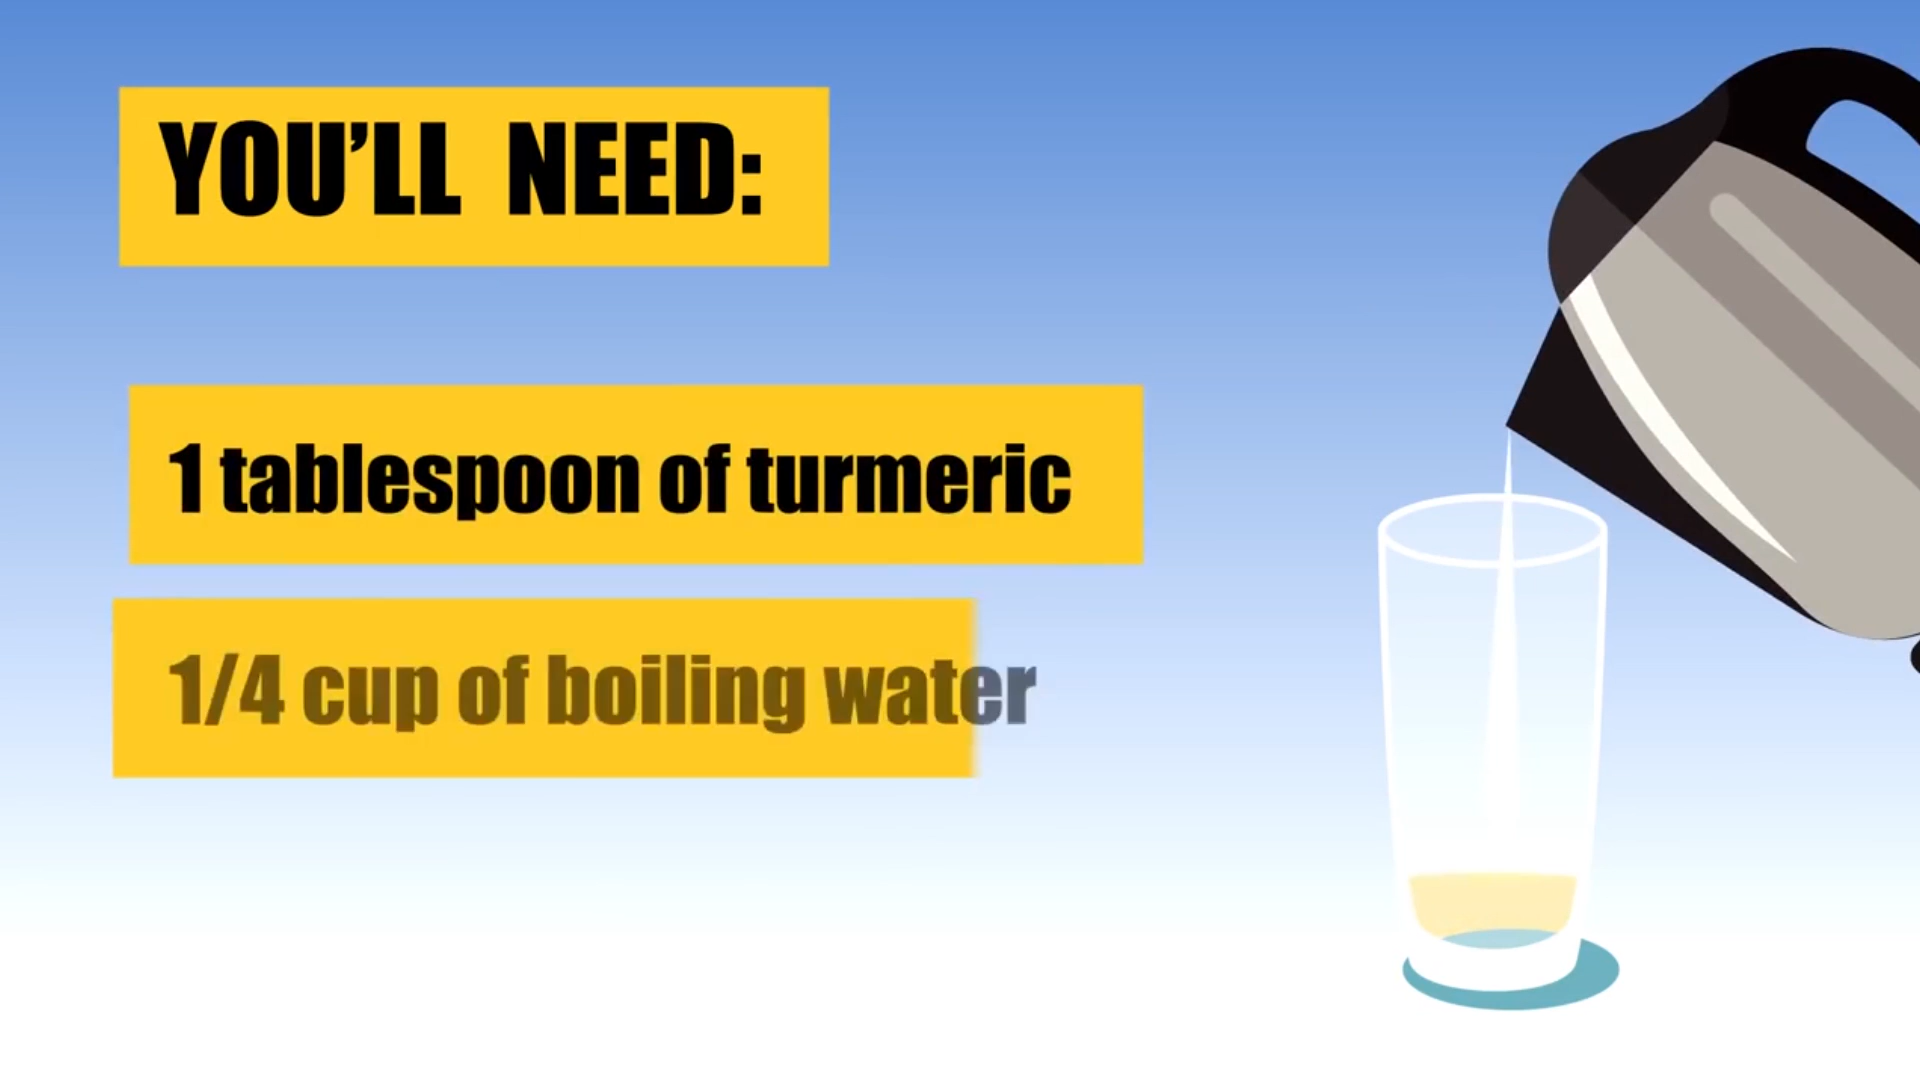 YOU'LL NEED:
1 tablespoon of turmeric
1/4 cup of boiling water